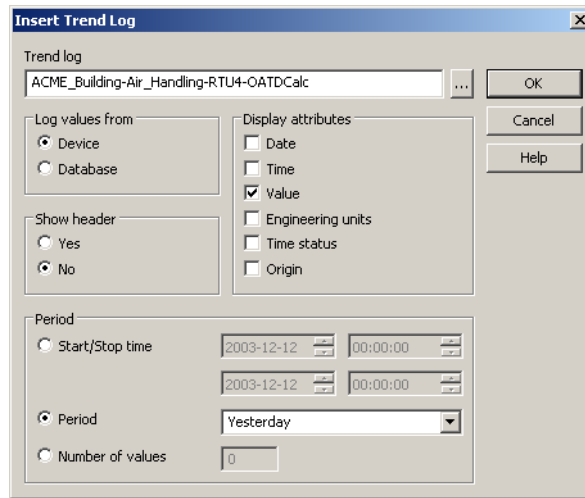 Insert Trend Log
Trend log
ACME_Building-Air_Handling-RTU4-OATDCalc
...
OK
Cancel
Help
Log values from
Device
Database
Show header
Yes
No
Display attributes
Date
Time
Value
Engineering units
Time status
Origin
Period
Start/Stop time
2003-12-12 00:00:00
2003-12-12 00:00:00
Period Yesterday
Number of values 0